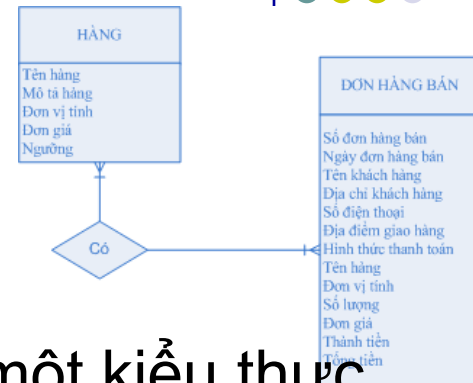 HÀNG
Tên hàng
Mô tả hàng
Đơn vị tính
Đơn giá
Ngưỡng
ĐƠN HÀNG BÁN
Số đơn hàng bán
Ngày đơn hàng bán
Tên khách hàng
Địa chỉ khách hàng
Số điện thoại
Địa điểm giao hàng
Hình thức thanh toán
Tên hàng
Đơn vị tính
Số lượng
Đơn giá
Thành tiền
Tổng tiền
Có
một kiểu thực